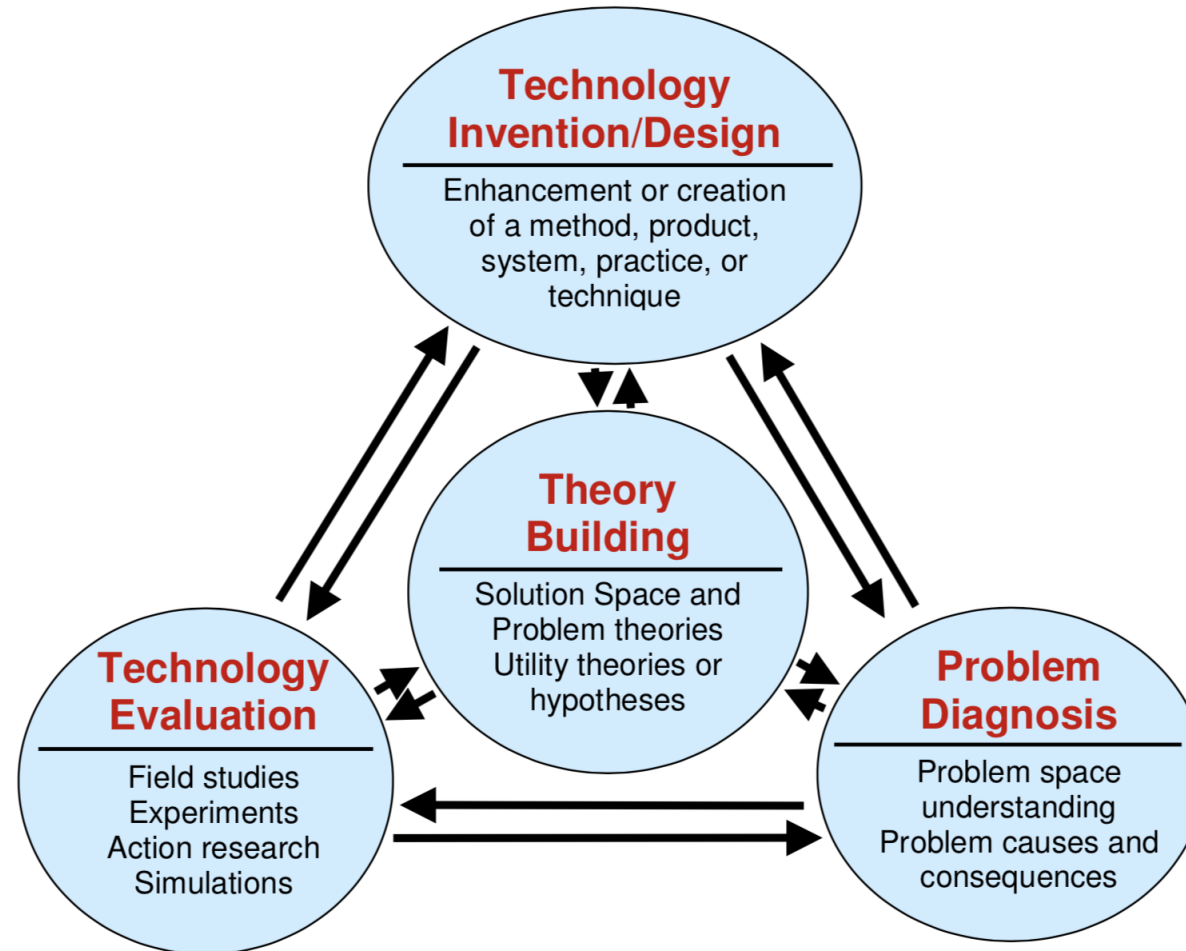 Technology
Invention/Design
Enhancement or creation
of a method, product,
system, practice, or
technique
Theory
Building
Solution Space and
Problem theories
Utility theories or
hypotheses
Technology
Evaluation
Field studies
Experiments
Action research
Simulations
Problem
Diagnosis
Problem space
understanding
Problem causes and
consequences